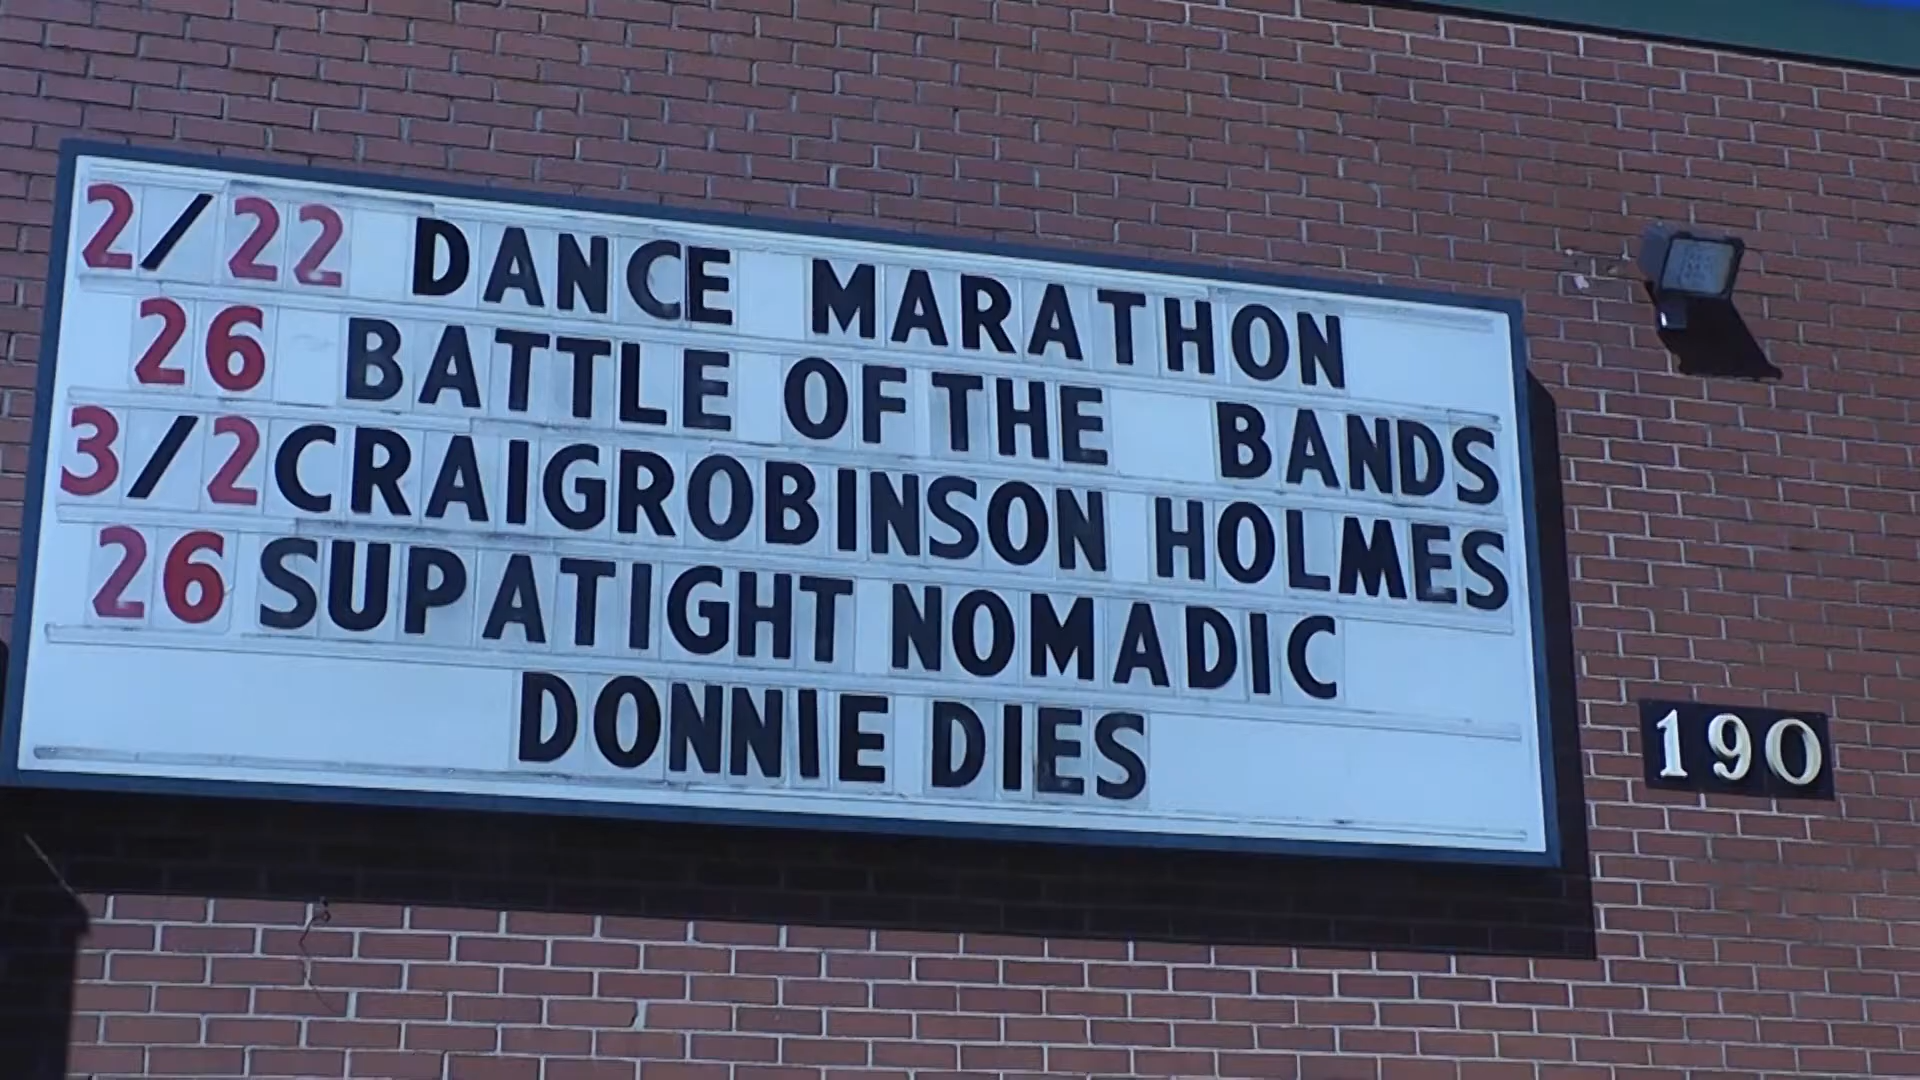 2/22 DANCE MARATHON
26 BATTLE OF THE BANDS
3/2 CRAIGROBINSON HOLMES
26 SUPATIGHT NOMADIC
DONNIE DIES
190